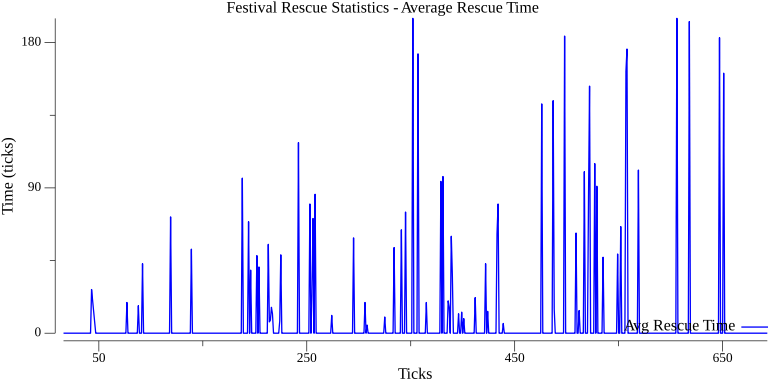 Festival Rescue Statistics - Average Rescue Time
Time (ticks)
180
90
0
Avg Rescue Time
50
250
450
650
Ticks